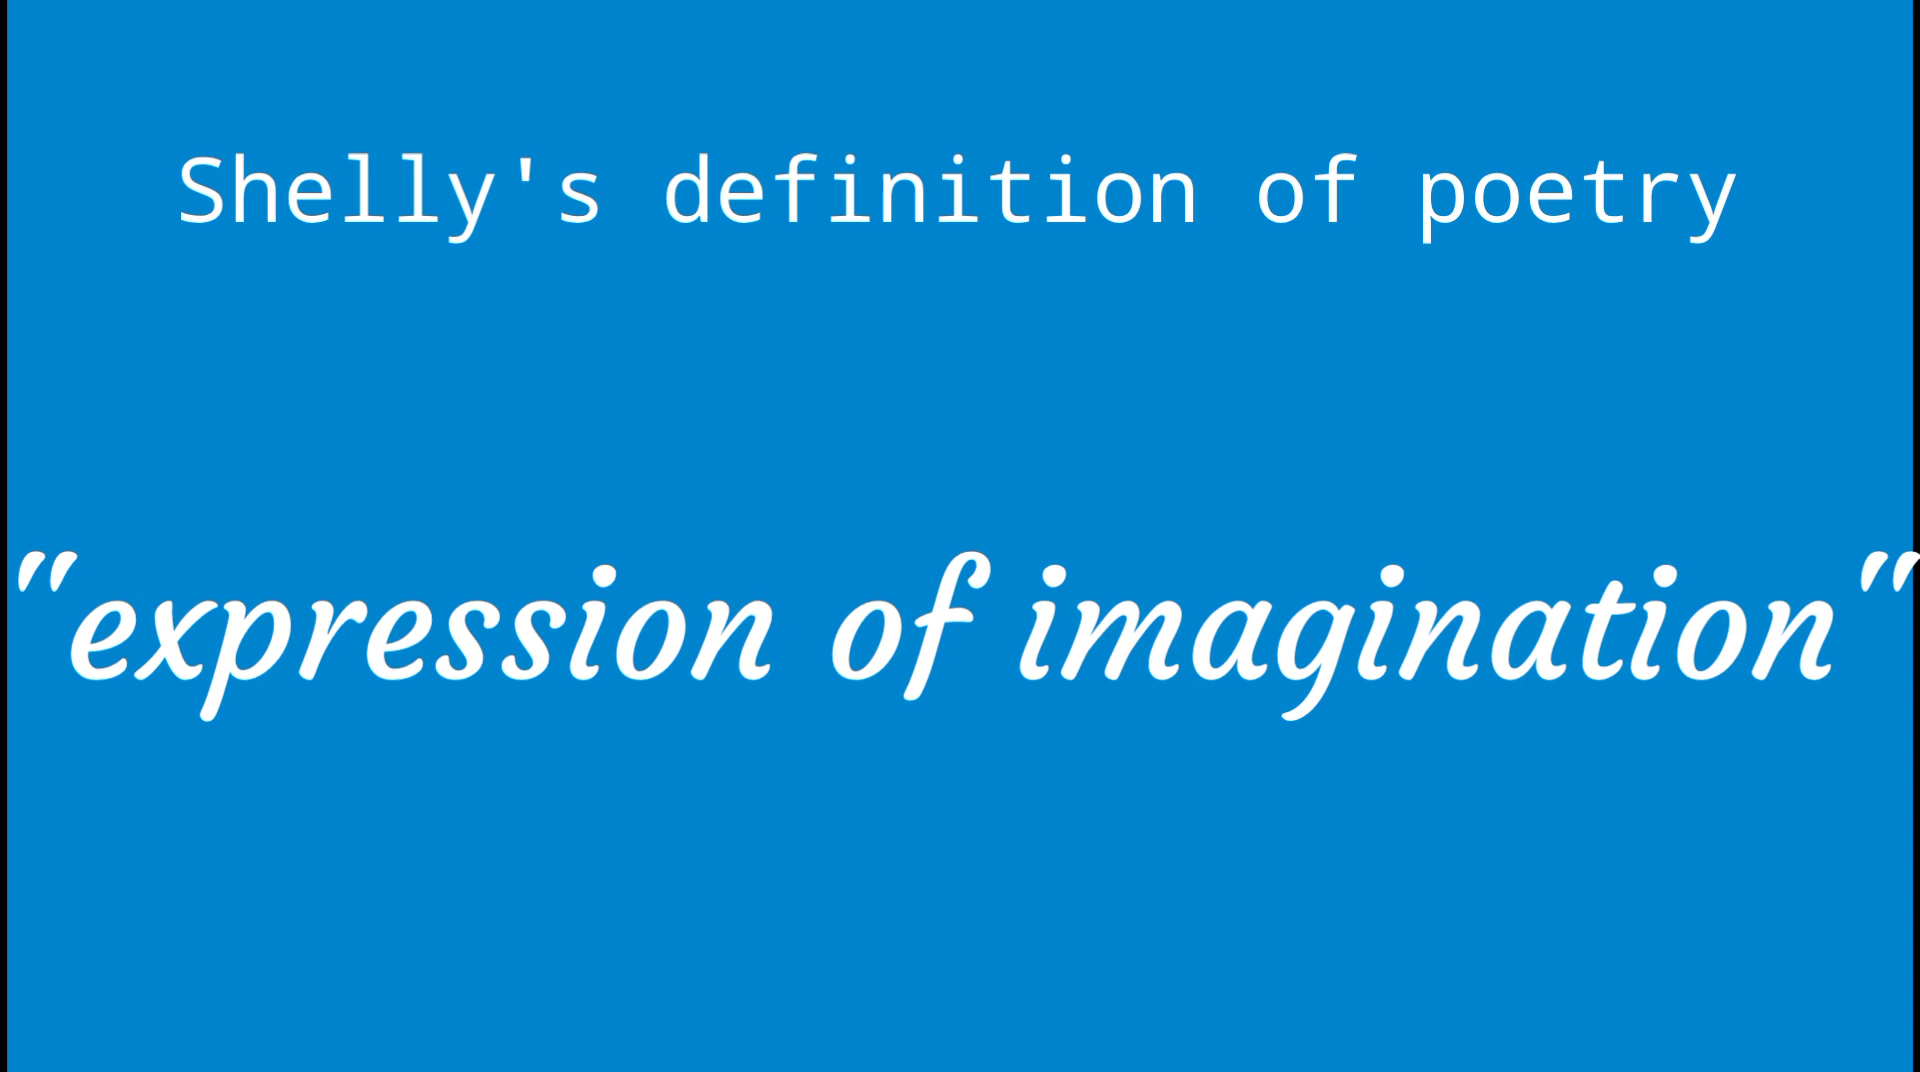 Shelly's definition of poetry
"expression of imagination"